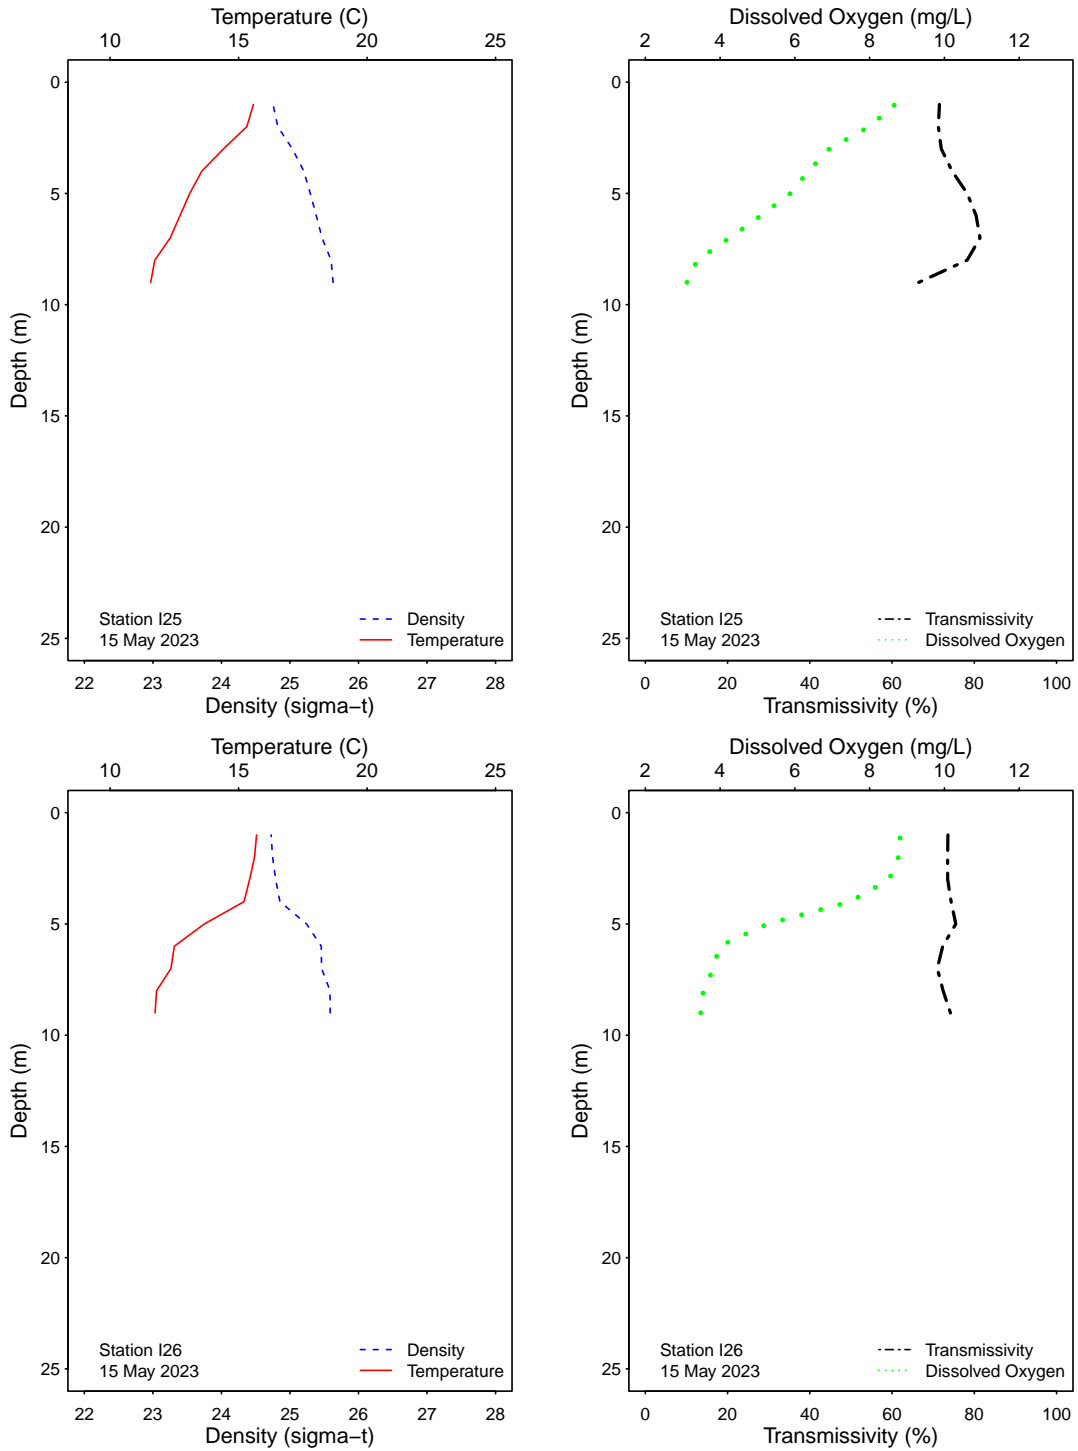 Temperature (C)
10 15 20 25
0
5
10
15
20
25
Depth (m)
Station I25
15 May 2023
Density
Temperature
22 23 24 25 26 27 28
Density (sigma−t)
Dissolved Oxygen (mg/L)
2 4 6 8 10 12
0
5
10
15
20
25
Depth (m)
Station I25
15 May 2023
Transmissivity
Dissolved Oxygen
0 20 40 60 80 100
Transmissivity (%)
Temperature (C)
10 15 20 25
0
5
10
15
20
25
Depth (m)
Station I26
15 May 2023
Density
Temperature
22 23 24 25 26 27 28
Density (sigma−t)
Dissolved Oxygen (mg/L)
2 4 6 8 10 12
0
5
10
15
20
25
Depth (m)
Station I26
15 May 2023
Transmissivity
Dissolved Oxygen
0 20 40 60 80 100
Transmissivity (%)